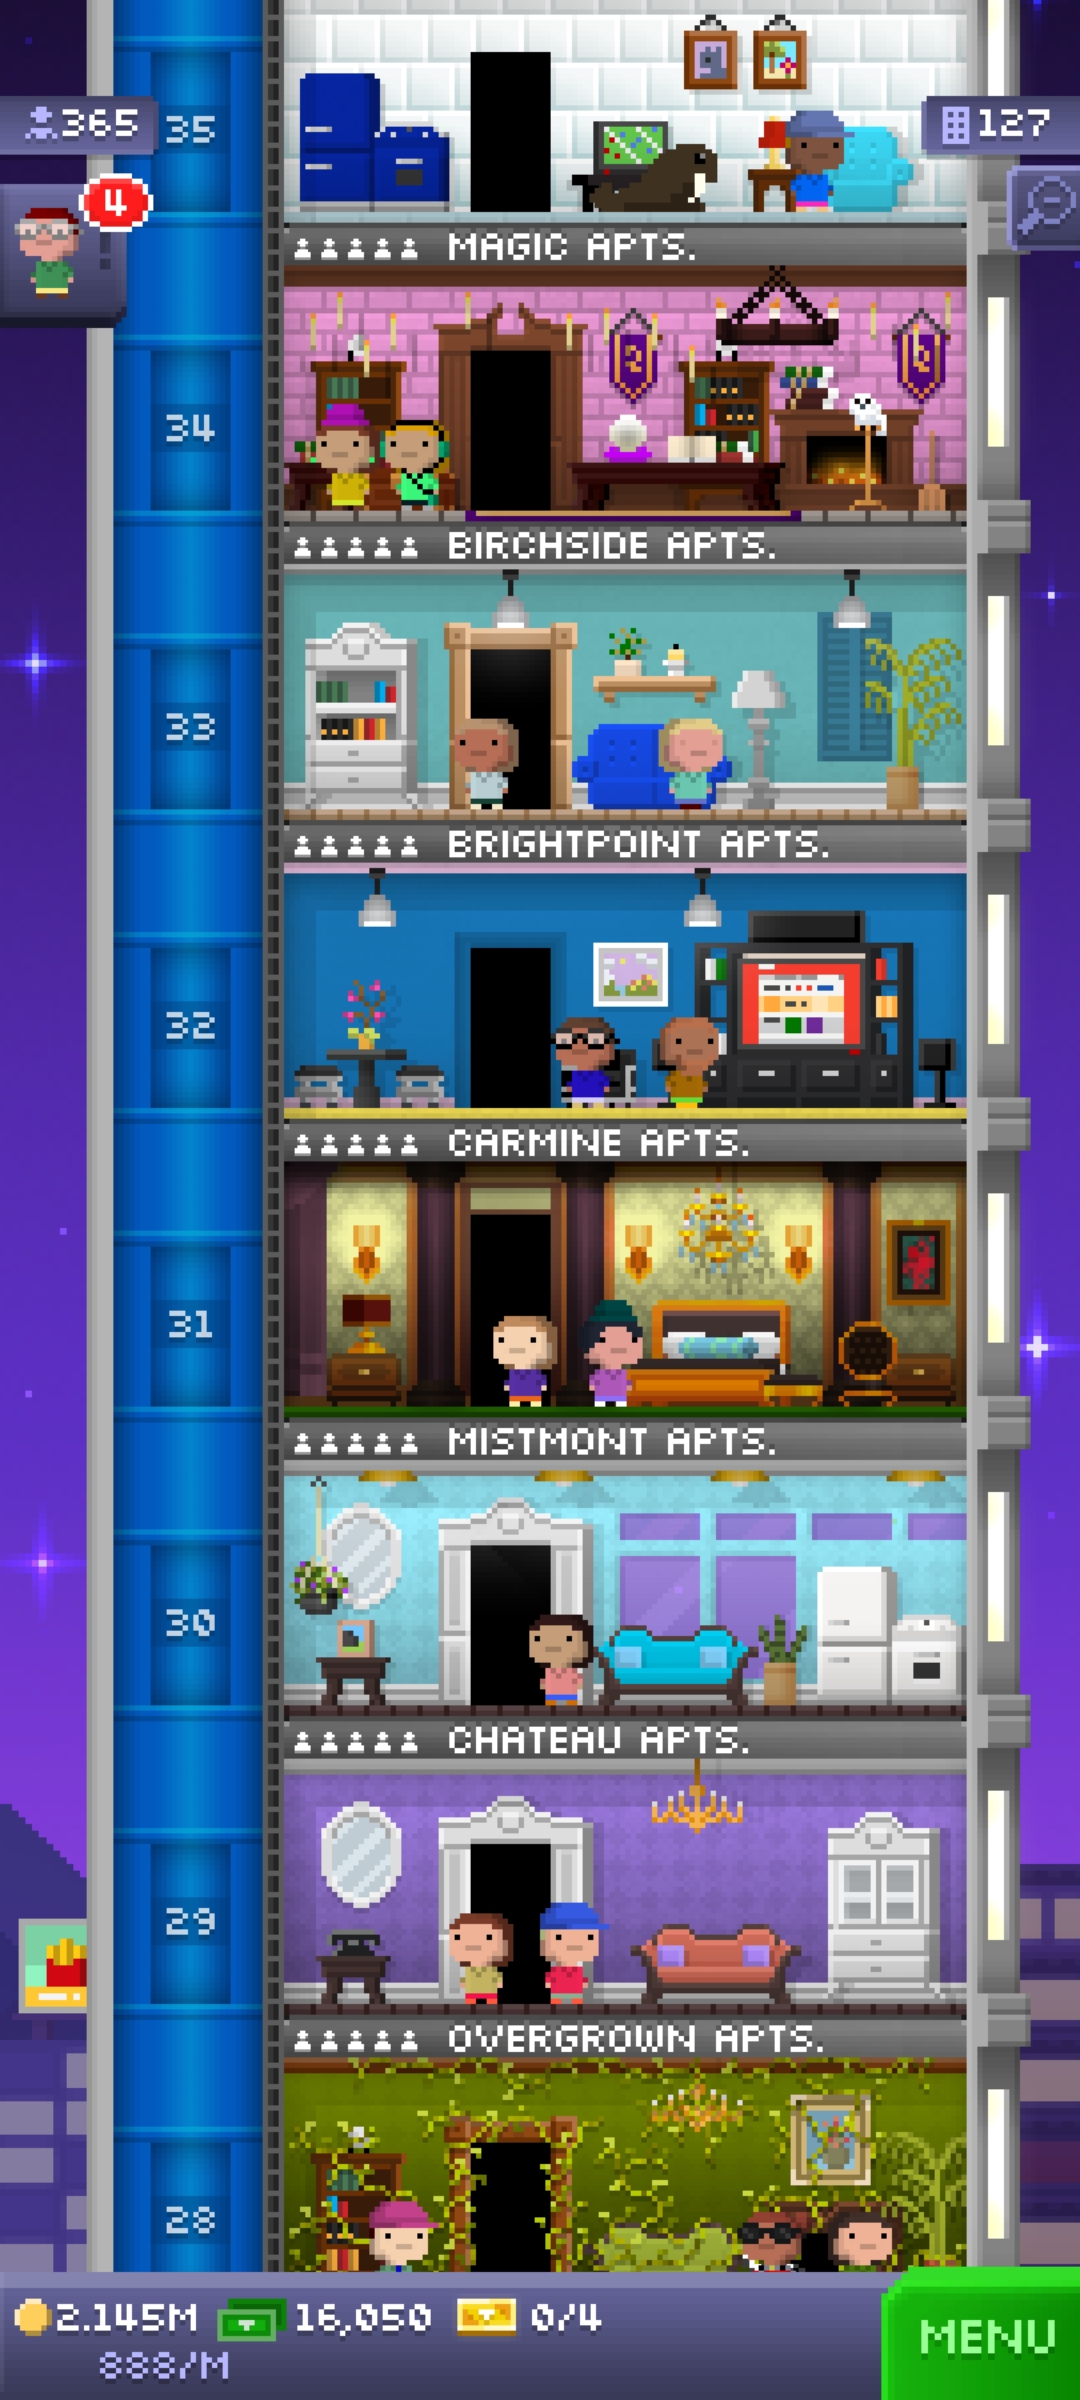 365
35
127
4
MAGIC APTS.
34
BIRCHSIDE APTS.
33
BRIGHTPOINT APTS.
32
CARMINE APTS.
31
MISTMONT APTS.
30
CHATEAU APTS.
29
OVERGROWN APTS.
28
2.145M 16,050 0/4
888/M
MENU